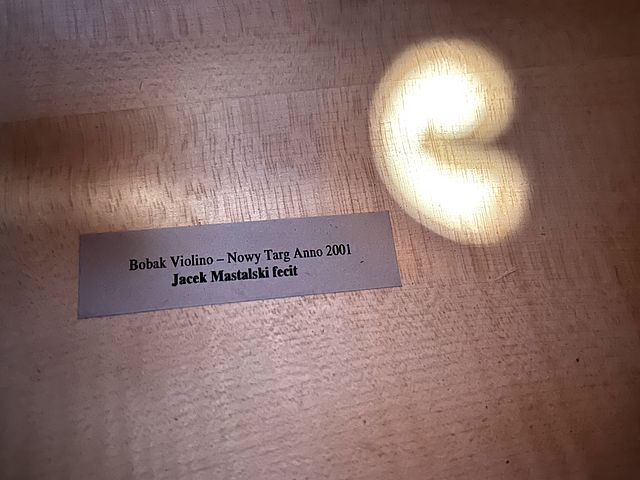 Bobak Violino – Nowy Targ Anno 2001
Jacek Mastalski fecit